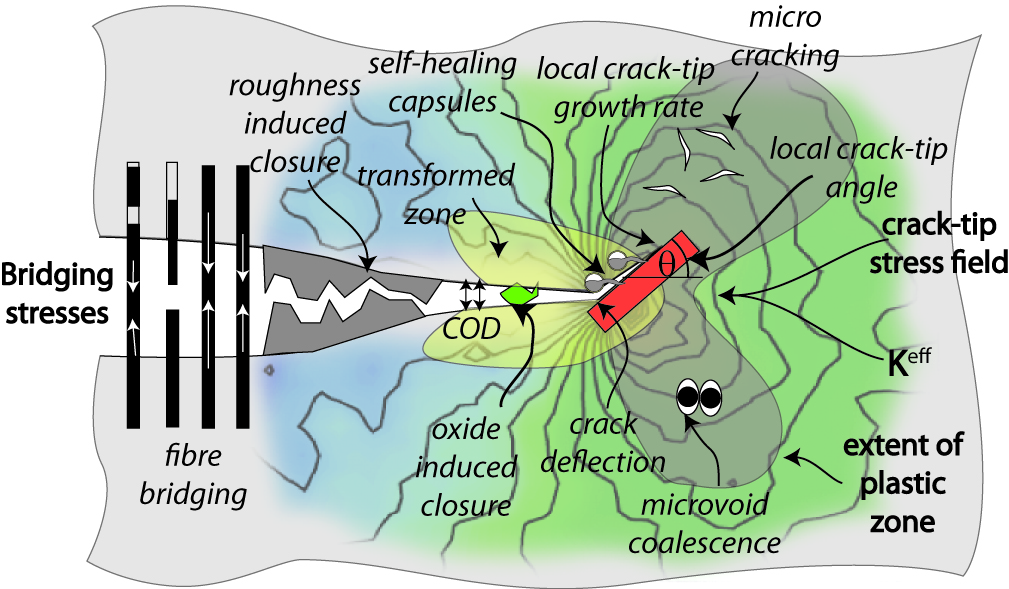 micro
cracking
self-healing
capsules
local crack-tip
growth rate
roughness
induced
closure
transformed
zone
local crack-tip
angle
crack-tip
stress field
θ
Bridging
stresses
COD
Keff
fibre
bridging
oxide
induced
closure
crack
deflection
microvoid
coalescence
extent of
plastic
zone